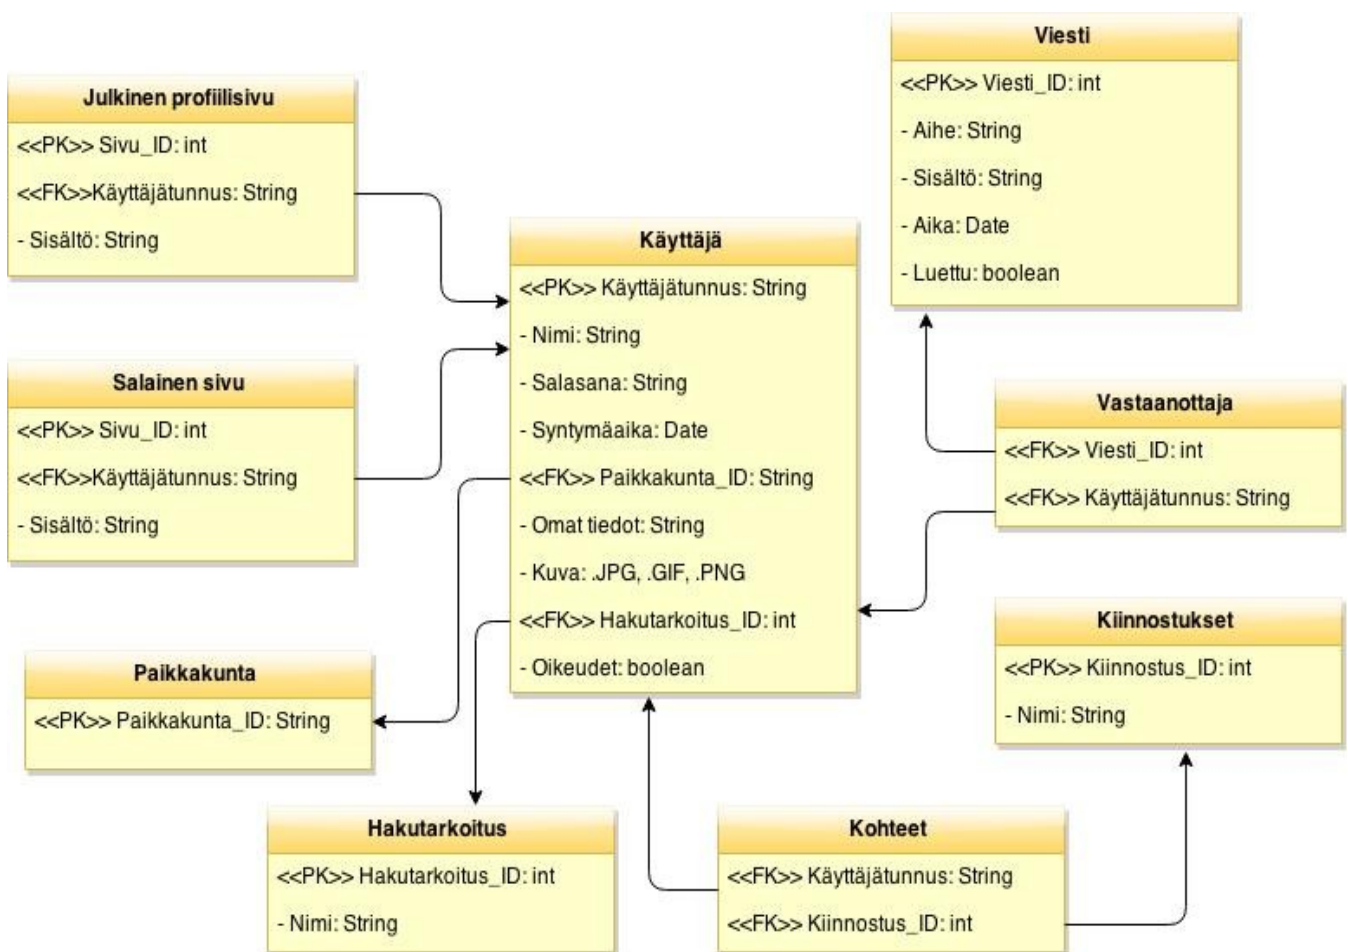 Viesti
<<PK>> Viesti_ID: int
- Aihe: String
- Sisältö: String
- Aika: Date
- Luettu: boolean
Julkinen profiilisivu
<<PK>> Sivu_ID: int
<<FK>>Käyttäjätunnus: String
- Sisältö: String
Käyttäjä
<<PK>> Käyttäjätunnus: String
- Nimi: String
- Salasana: String
- Syntymäaika: Date
<<FK>> Paikkakunta_ID: String
- Omat tiedot: String
- Kuva: .JPG, .GIF, .PNG
<<FK>> Hakutarkoitus_ID: int
- Oikeudet: boolean
Salainen sivu
<<PK>> Sivu_ID: int
<<FK>>Käyttäjätunnus: String
- Sisältö: String
Vastaanottaja
<<FK>> Viesti_ID: int
<<FK>> Käyttäjätunnus: String
Kiinnostukset
<<PK>> Kiinnostus_ID: int
- Nimi: String
Paikkakunta
<<PK>> Paikkakunta_ID: String
Hakutarkoitus
<<PK>> Hakutarkoitus_ID: int
- Nimi: String
Kohteet
<<FK>> Käyttäjätunnus: String
<<FK>> Kiinnostus_ID: int